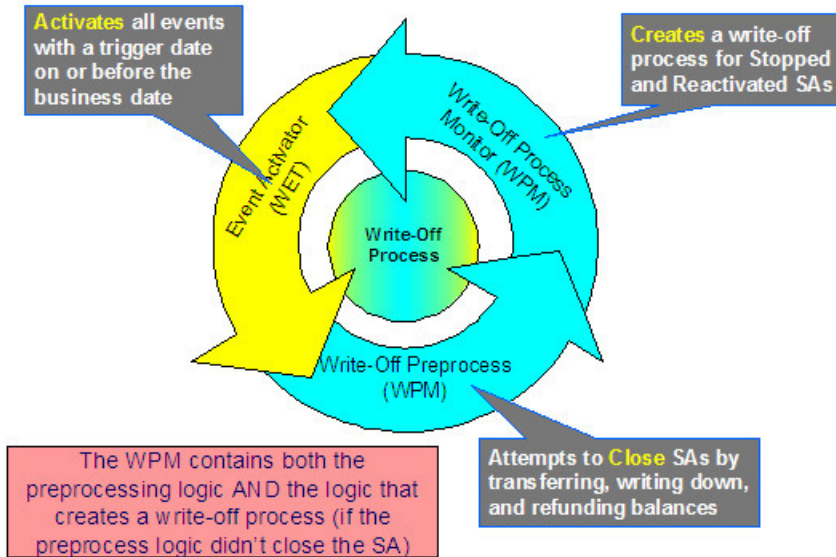 Activates all events
with a trigger date
on or before the
business date
Creates a write-off
process for Stopped
and Reactivated SAs
Event Activator
(WET)
Write-Off Process
Monitor (WPM)
Write-Off
Process
Write-Off Preprocess
(WPM)
The WPM contains both the
preprocessing logic AND the logic that
creates a write-off process (if the
preprocess logic didn't close the SA)
Attempts to Close SAs by
transferring, writing down,
and refunding balances